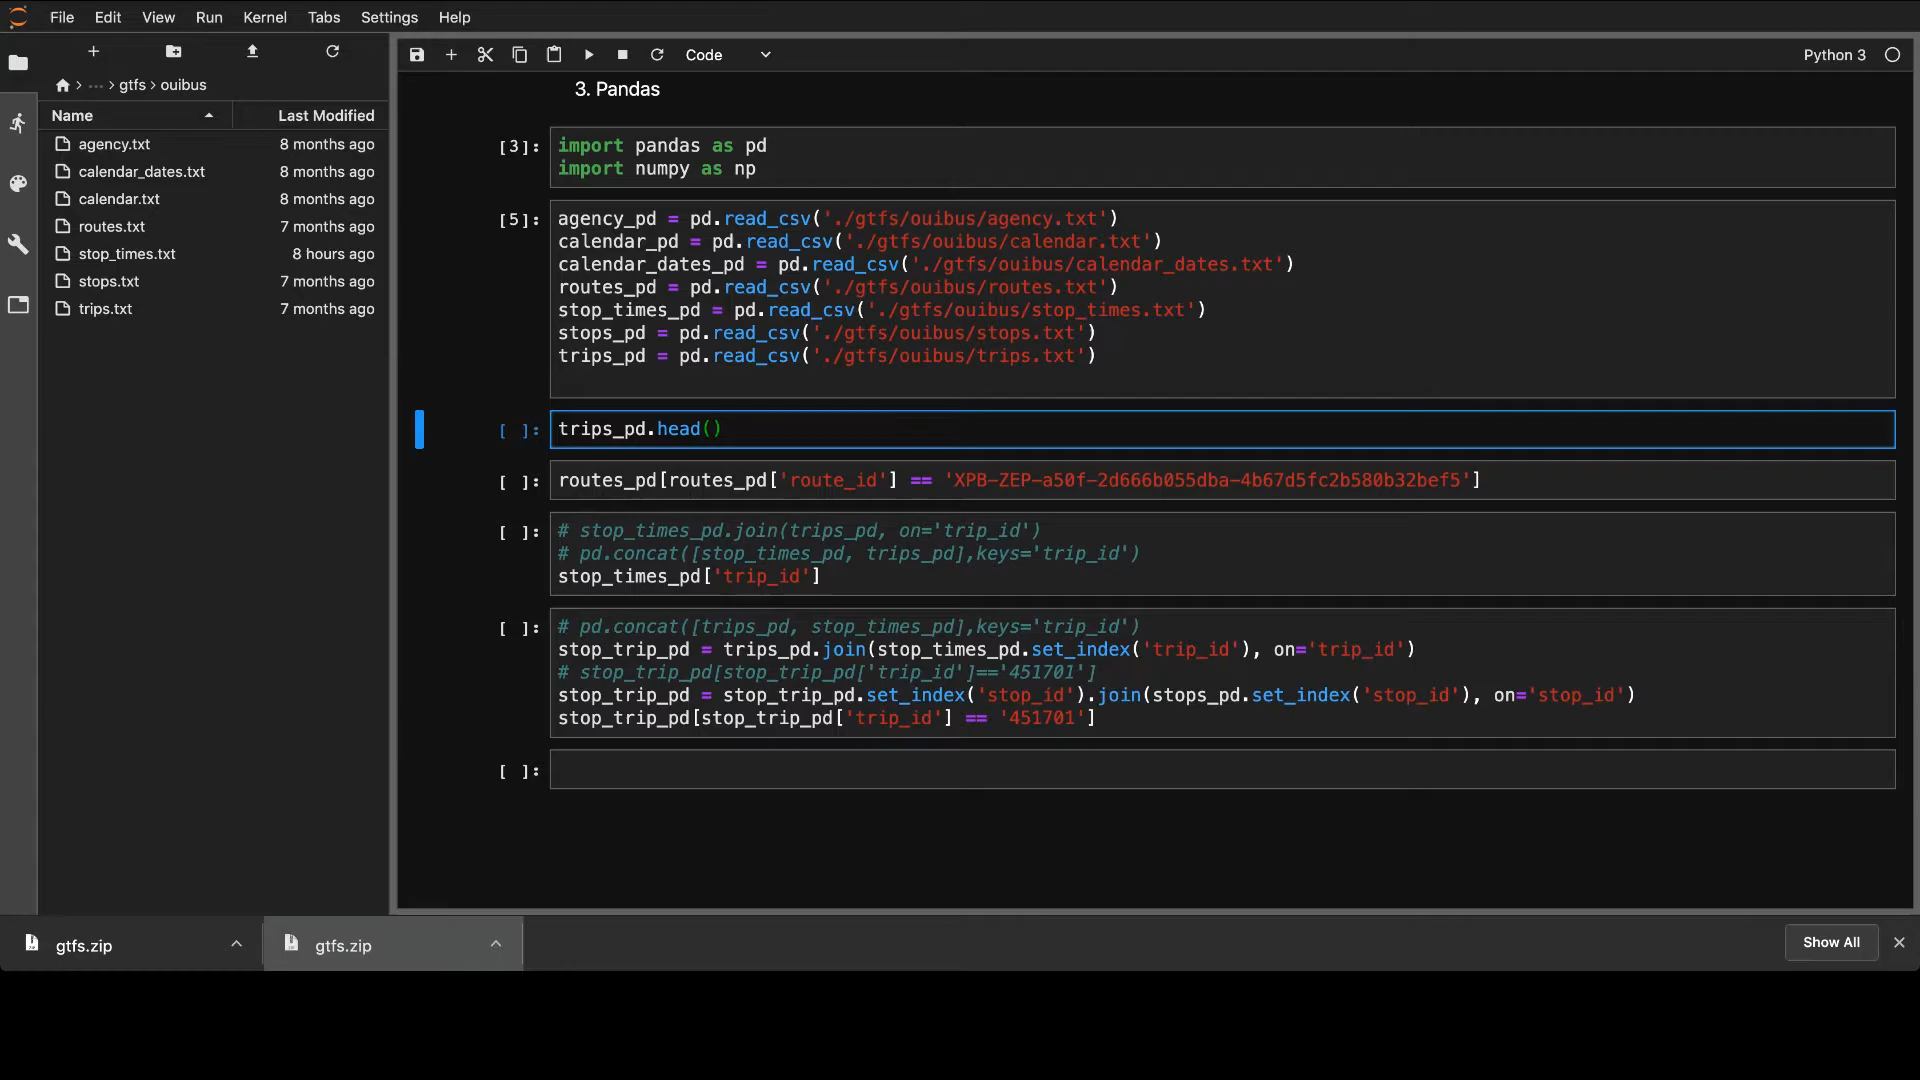 File Edit View Run Kernel Tabs Settings Help
Code
Python 3
… > gtfs > ouibus
Name Last Modified
agency.txt 8 months ago
calendar_dates.txt 8 months ago
calendar.txt 8 months ago
routes.txt 7 months ago
stop_times.txt 8 hours ago
stops.txt 7 months ago
trips.txt 7 months ago
3. Pandas
[3]: import pandas as pd
import numpy as np
[5]: agency_pd = pd.read_csv('./gtfs/ouibus/agency.txt')
calendar_pd = pd.read_csv('./gtfs/ouibus/calendar.txt')
calendar_dates_pd = pd.read_csv('./gtfs/ouibus/calendar_dates.txt')
routes_pd = pd.read_csv('./gtfs/ouibus/routes.txt')
stop_times_pd = pd.read_csv('./gtfs/ouibus/stop_times.txt')
stops_pd = pd.read_csv('./gtfs/ouibus/stops.txt')
trips_pd = pd.read_csv('./gtfs/ouibus/trips.txt')
[ ]: trips_pd.head()
[ ]: routes_pd[routes_pd['route_id'] == 'XPB-ZEP-a50f-2d666b055dba-4b67d5fc2b580b32bef5']
[ ]: # stop_times_pd.join(trips_pd, on='trip_id')
# pd.concat([stop_times_pd, trips_pd],keys='trip_id')
stop_times_pd['trip_id']
[ ]: # pd.concat([trips_pd, stop_times_pd],keys='trip_id')
stop_trip_pd = trips_pd.join(stop_times_pd.set_index('trip_id'), on='trip_id')
# stop_trip_pd[stop_trip_pd['trip_id']=='451701']
stop_trip_pd = stop_trip_pd.set_index('stop_id').join(stops_pd.set_index('stop_id'), on='stop_id')
stop_trip_pd[stop_trip_pd['trip_id'] == '451701']
[ ]:
gtfs.zip gtfs.zip Show All